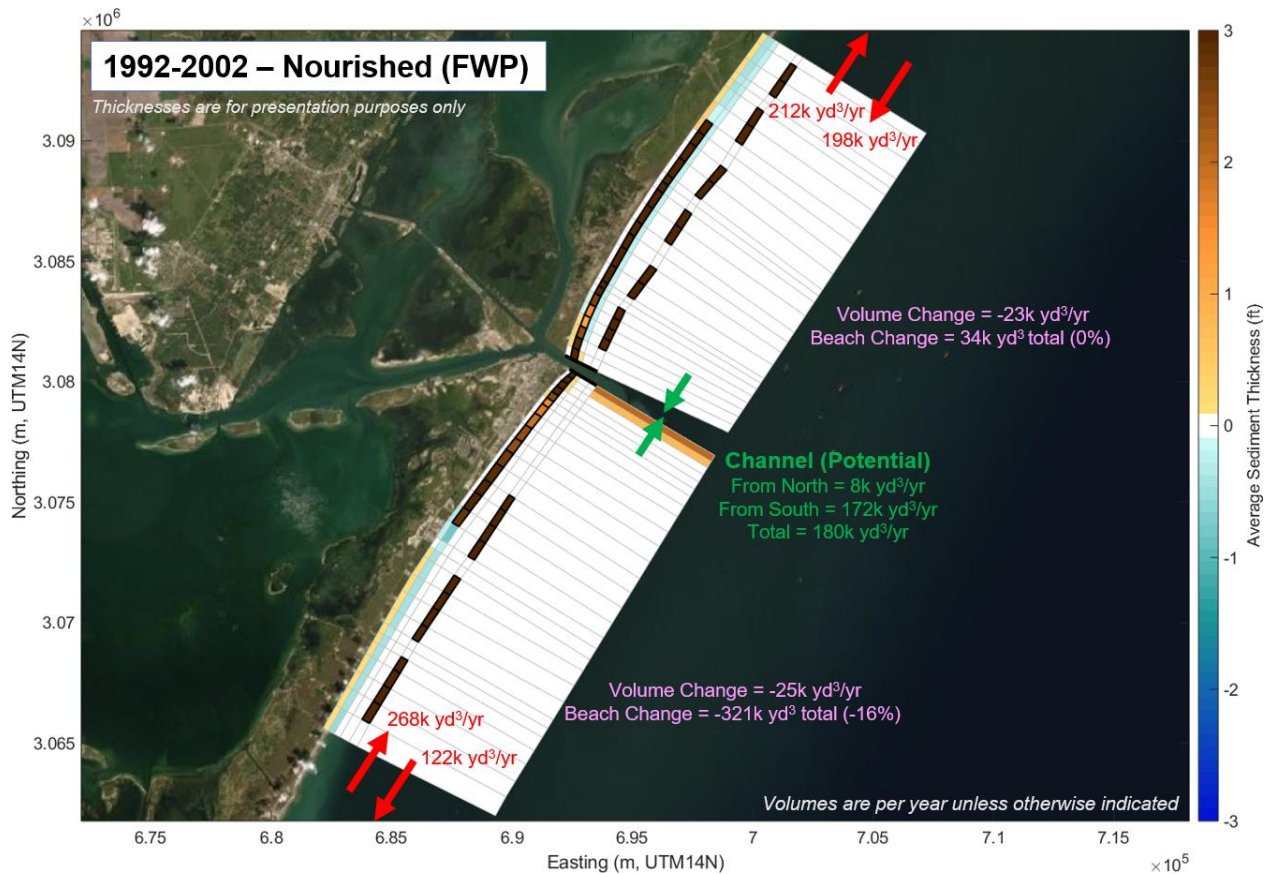 ×10⁶
1992-2002 – Nourished (FWP)
Thicknesses are for presentation purposes only
212k yd³/yr
198k yd³/yr
Volume Change = -23k yd³/yr
Beach Change = 34k yd³ total (0%)
Channel (Potential)
From North = 8k yd³/yr
From South = 172k yd³/yr
Total = 180k yd³/yr
Volume Change = -25k yd³/yr
Beach Change = -321k yd³ total (-16%)
268k yd³/yr
122k yd³/yr
Volumes are per year unless otherwise indicated
3.09
3.085
3.08
3.075
3.07
3.065
Northing (m, UTM14N)
6.75
6.8
6.85
6.9
6.95
7
7.05
7.1
7.15
×10⁵
Easting (m, UTM14N)
3
2
1
0
-1
-2
-3
Average Sediment Thickness (ft)